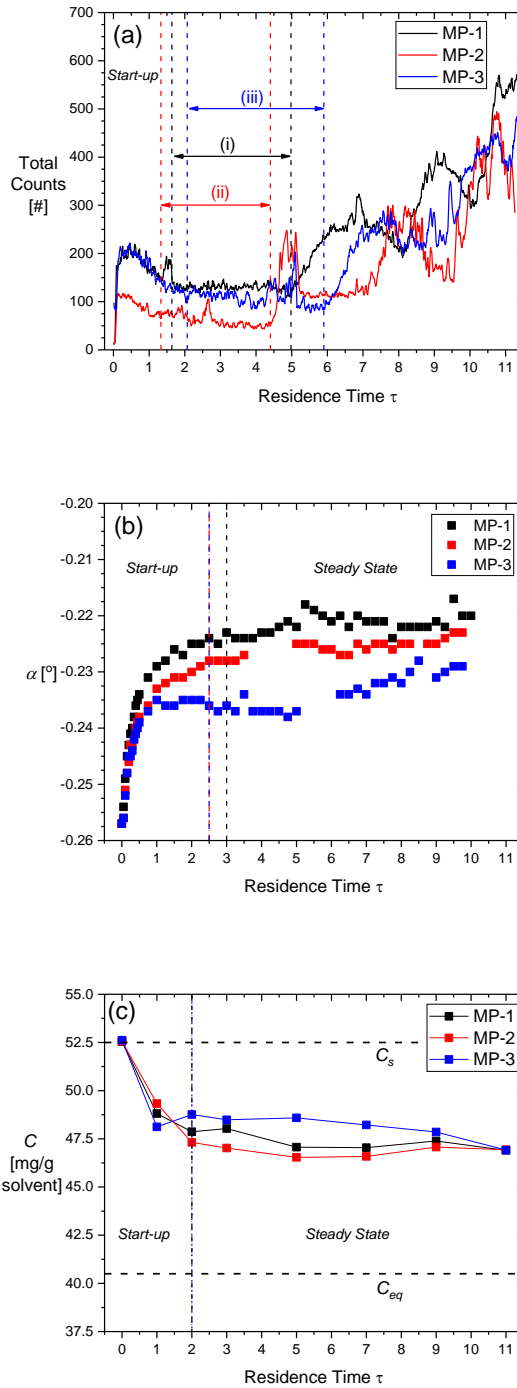 (a)
MP-1
MP-2
MP-3
Start-up
(iii)
(i)
(ii)
Total
Counts
[#]
700
600
500
400
300
200
100
0
0 1 2 3 4 5 6 7 8 9 10 11
Residence Time τ
(b)
MP-1
MP-2
MP-3
Start-up
Steady State
α [º]
-0.20
-0.21
-0.22
-0.23
-0.24
-0.25
-0.26
0 1 2 3 4 5 6 7 8 9 10 11
Residence Time τ
(c)
MP-1
MP-2
MP-3
Cs
C
[mg/g
solvent]
55.0
52.5
50.0
47.5
45.0
42.5
40.0
37.5
Start-up
Steady State
Ceq
0 1 2 3 4 5 6 7 8 9 10 11
Residence Time τ